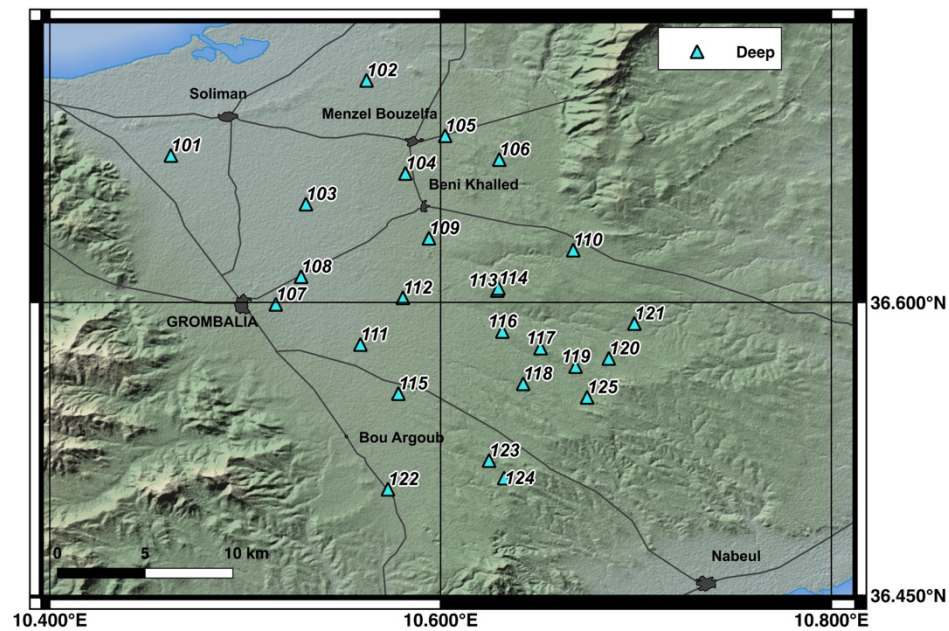 Deep
102
Soliman
Menzel Bouzelfa
105
101
104
106
Beni Khalled
103
109
110
108
113 114
107
112
36.600°N
GROMBALIA
121
116
111
117
119
120
118
125
115
Bou Argoub
123
124
122
0 5 10 km
Nabeul
36.450°N
10.400°E 10.600°E 10.800°E